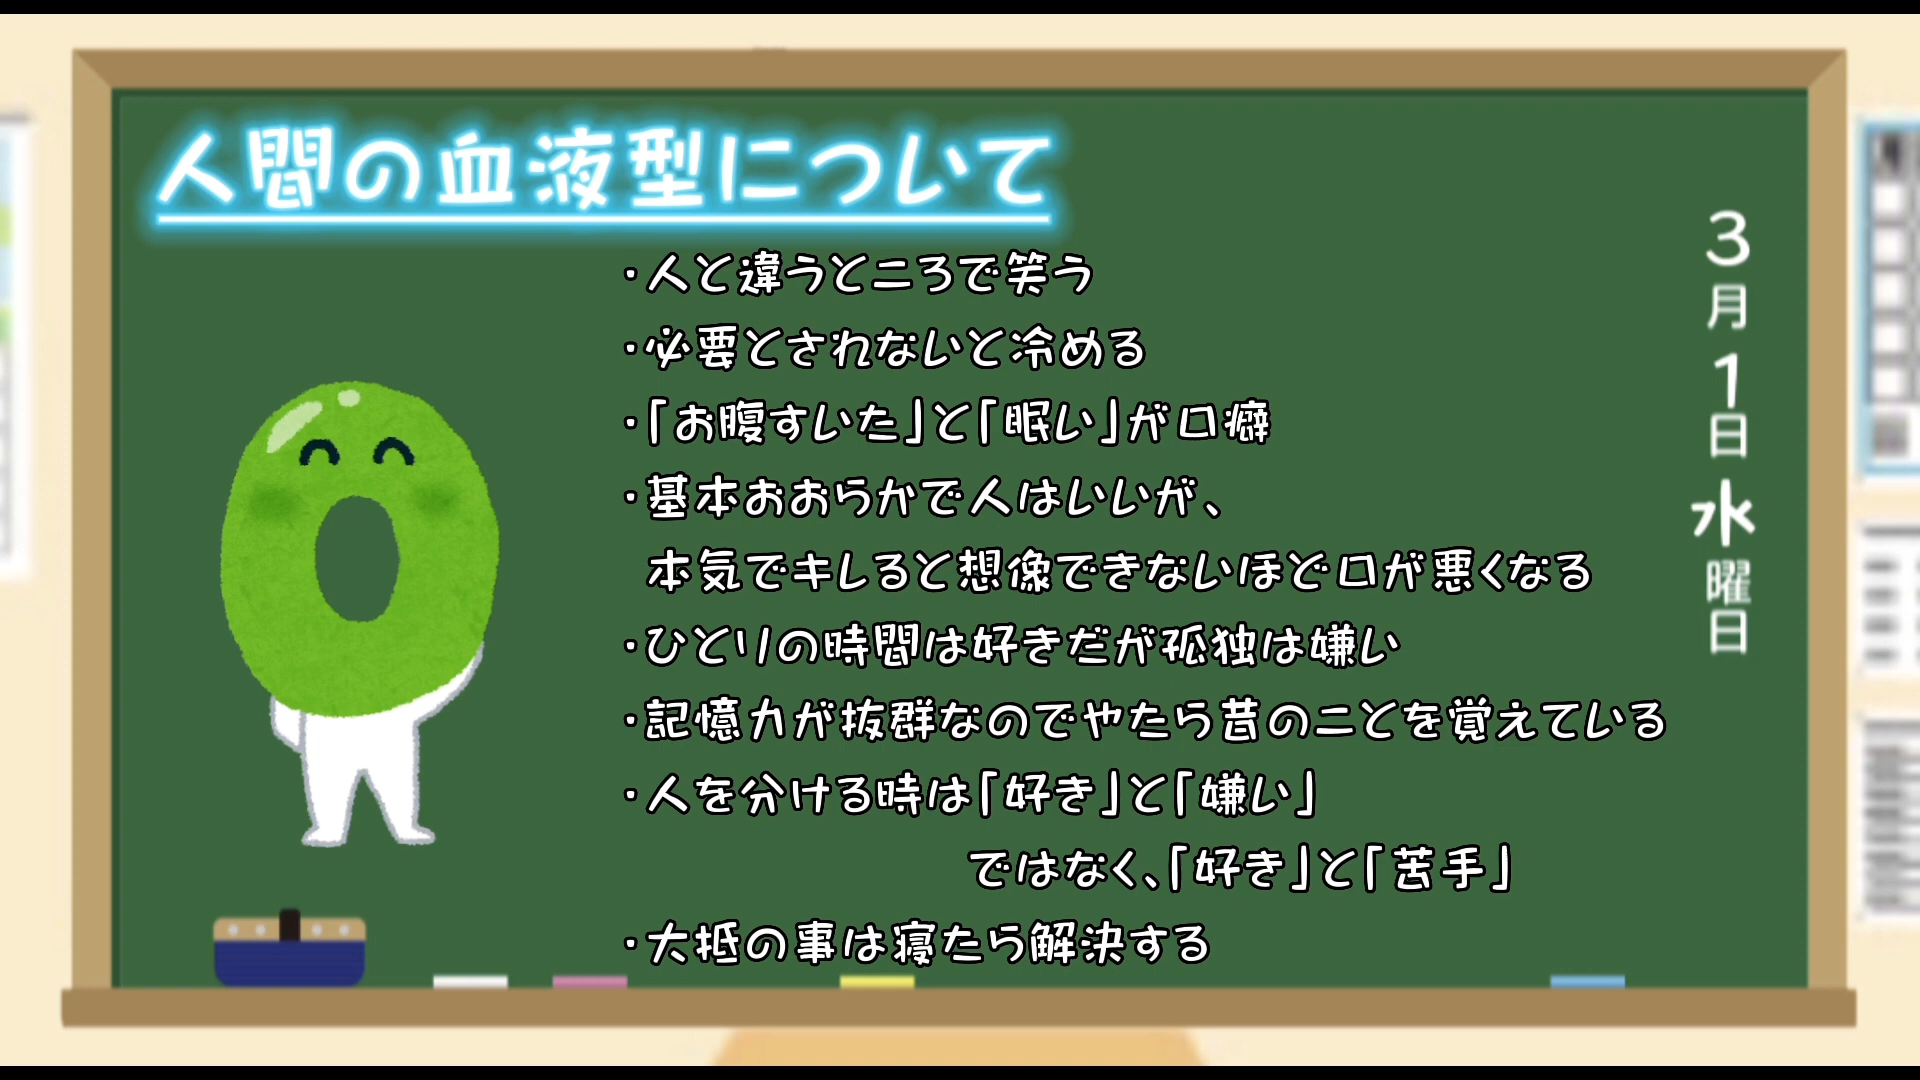 人間の血液型について
・人と違うところで笑う
・必要とされないと冷める
・「お腹すいた」と「眠い」が口癖
・基本おおらかで人はいいが、
本気でキレると想像できないほど口が悪くなる
・ひとりの時間は好きだが孤独は嫌い
・記憶力が抜群なのでやたら昔のことを覚えている
・人を分ける時は「好き」と「嫌い」
ではなく、「好き」と「苦手」
・大抵の事は寝たら解決する
3月1日水曜日